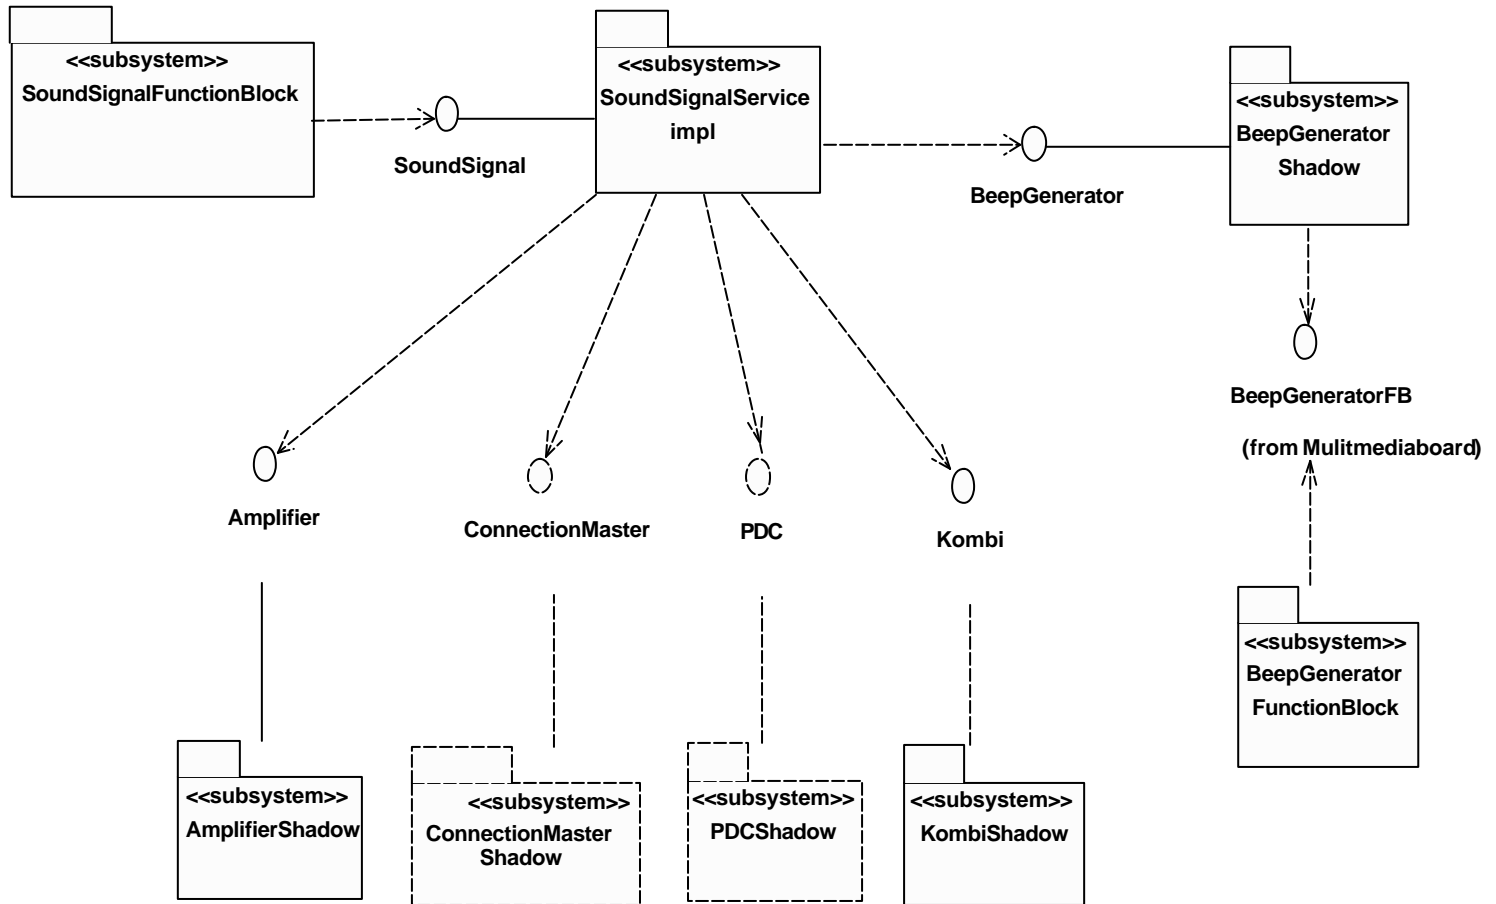 <<subsystem>>
SoundSignalFunctionBlock
SoundSignal
<<subsystem>>
SoundSignalService
impl
BeepGenerator
<<subsystem>>
BeepGenerator
Shadow
BeepGeneratorFB
(from Mulitmediaboard)
Amplifier
ConnectionMaster
PDC
Kombi
<<subsystem>>
BeepGenerator
FunctionBlock
<<subsystem>>
AmplifierShadow
<<subsystem>>
ConnectionMaster
Shadow
<<subsystem>>
PDCShadow
<<subsystem>>
KombiShadow